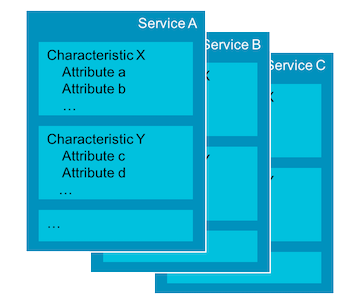 Service A
Characteristic X
Attribute a
Attribute b
...
Characteristic Y
Attribute c
Attribute d
...
...
Service B
X
Y
Service C
X
Y